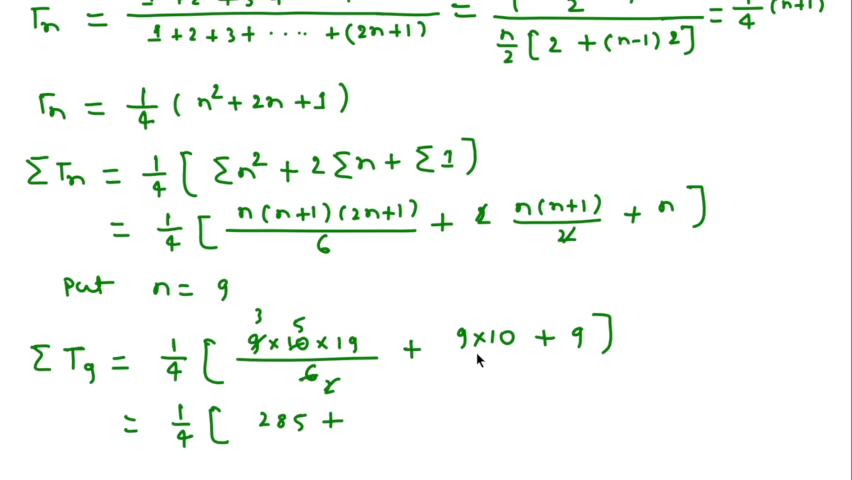 Tn = / 1+2+3+ .... +(2n+1) = / n/2 [2 + (n-1) 2] = 1/4 (n+1)
Tn = 1/4 ( n² + 2n + 1 )
ΣTn = 1/4 [ Σn² + 2Σn + Σ1 ]
= 1/4 [ n(n+1)(2n+1)/6 + 2 n(n+1)/2 + n ]
Put n = 9
ΣT9 = 1/4 [ 9×10×19/6 + 9×10 + 9 ]
= 1/4 [ 285 +